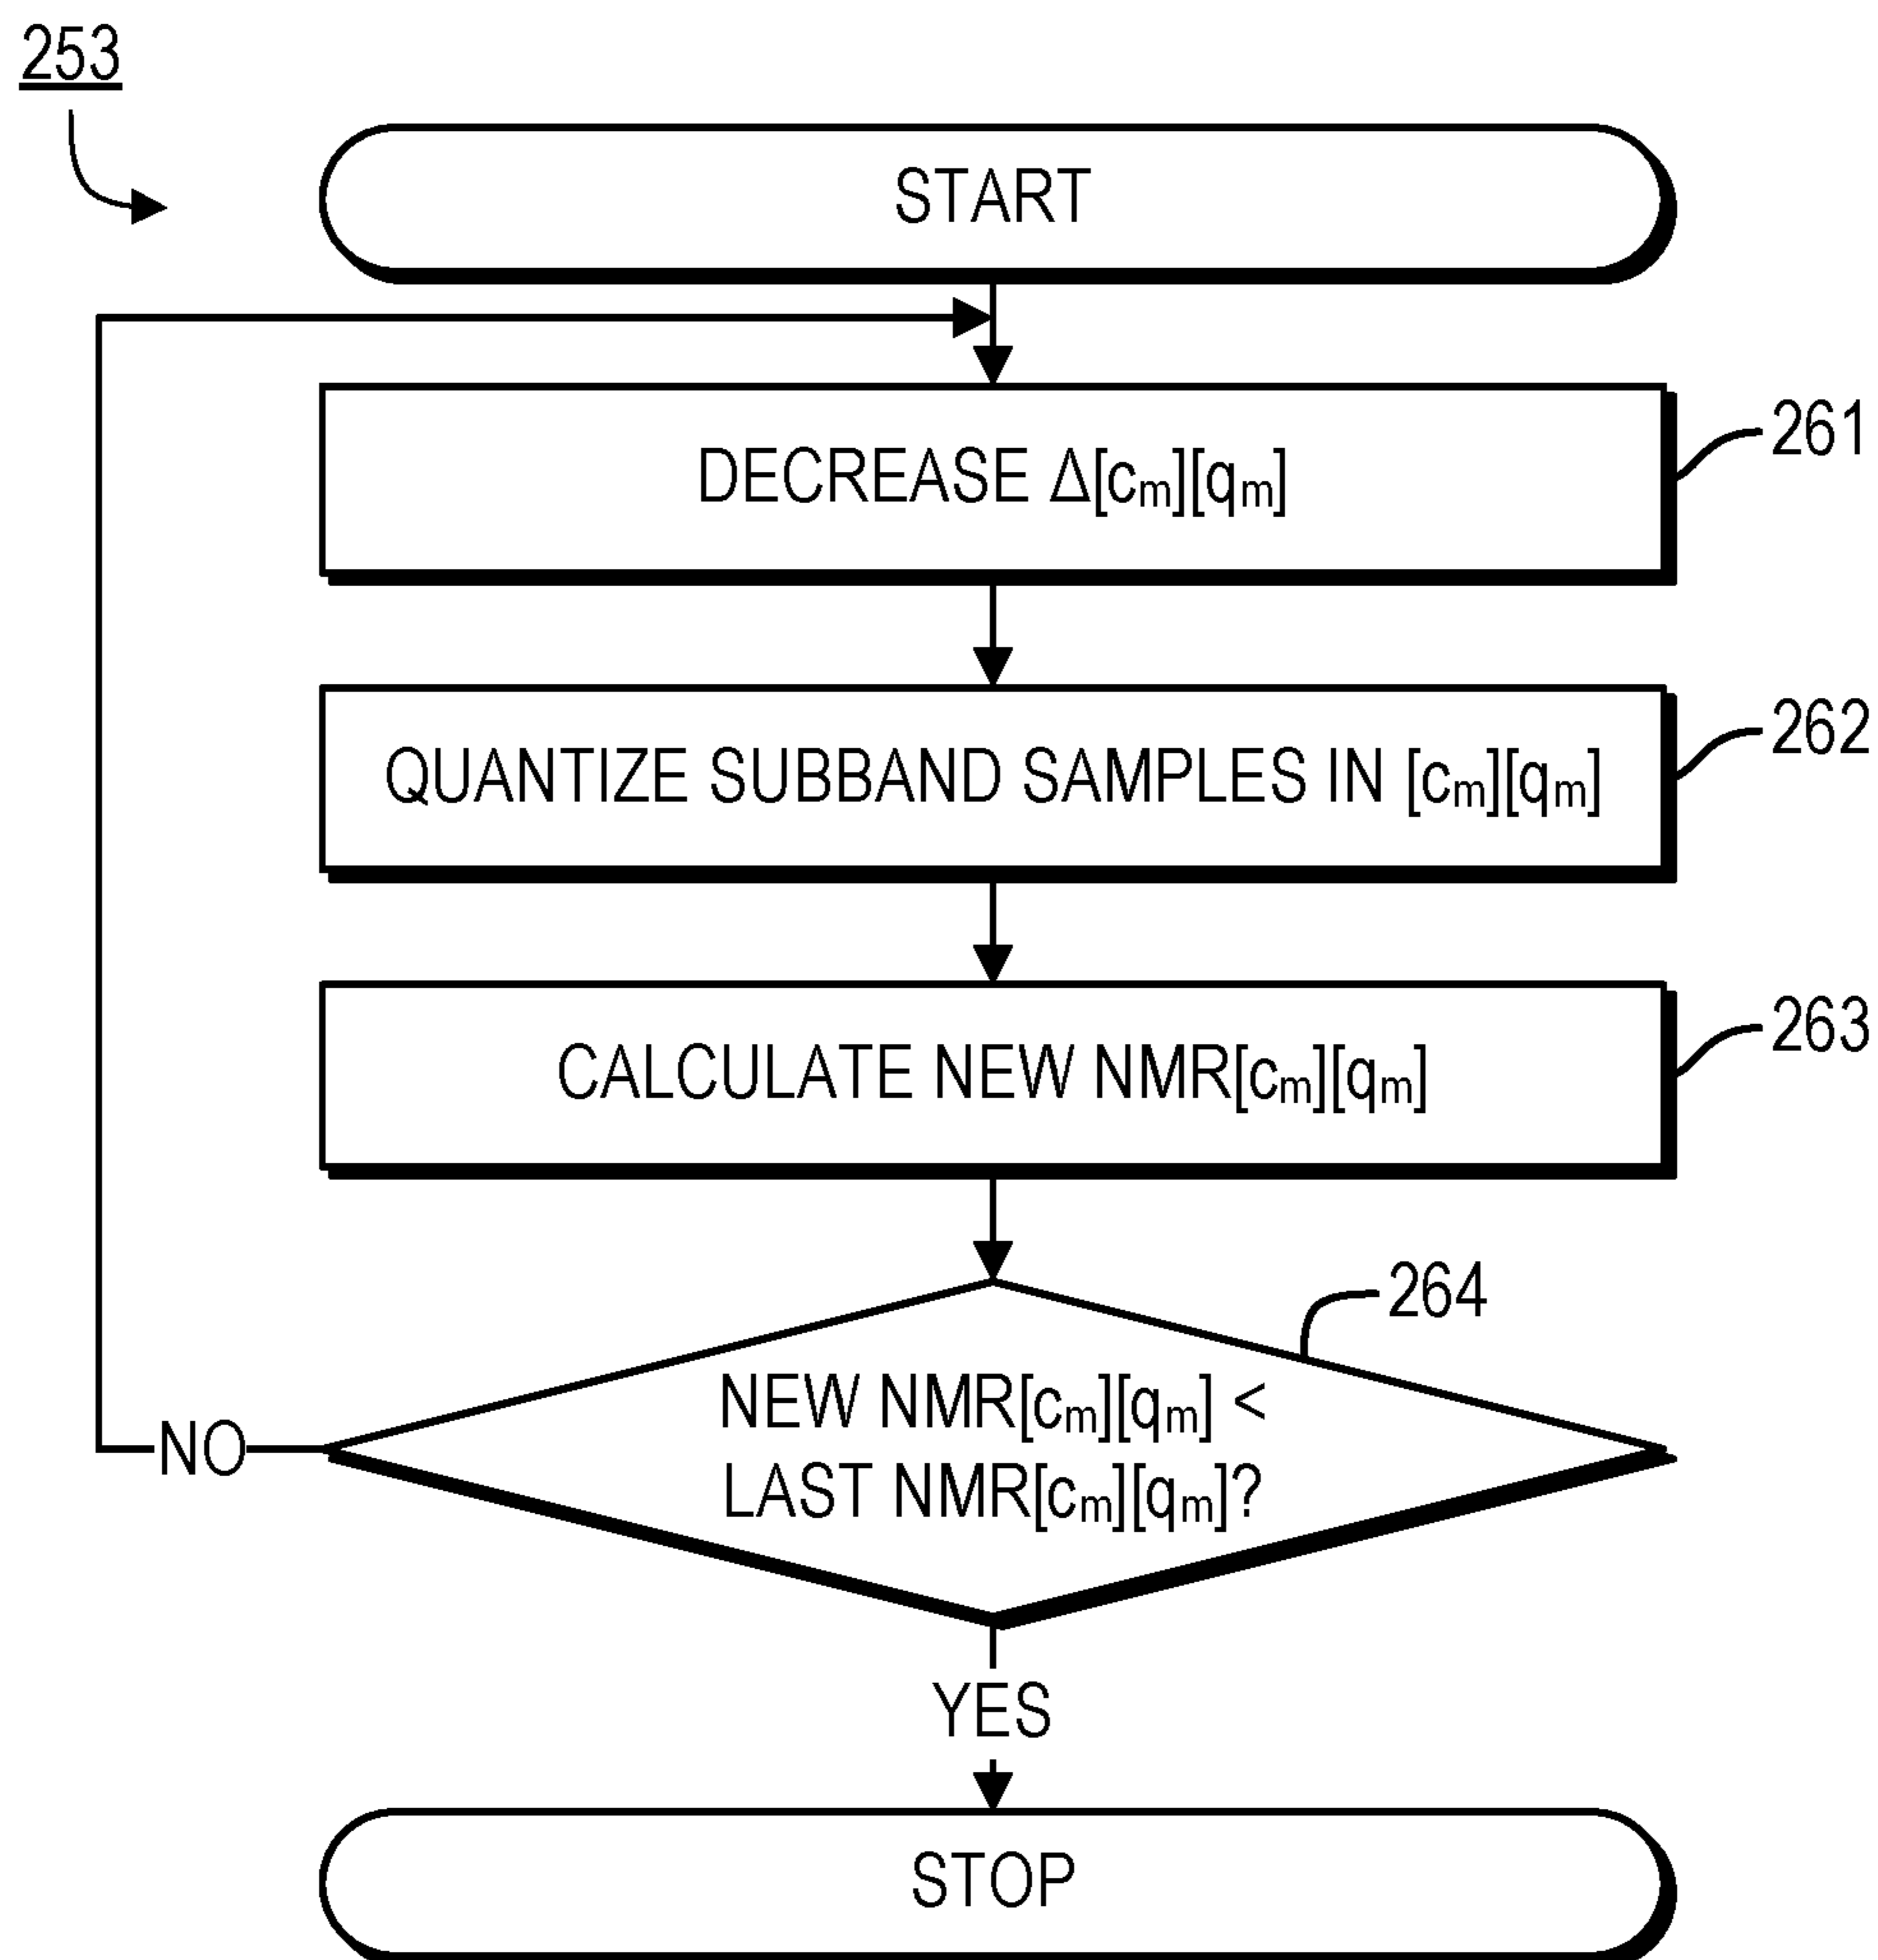 253
START
DECREASE Δ[cm][qm]
261
QUANTIZE SUBBAND SAMPLES IN [cm][qm]
262
CALCULATE NEW NMR[cm][qm]
263
264
NEW NMR[cm][qm] <
LAST NMR[cm][qm]?
NO
YES
STOP